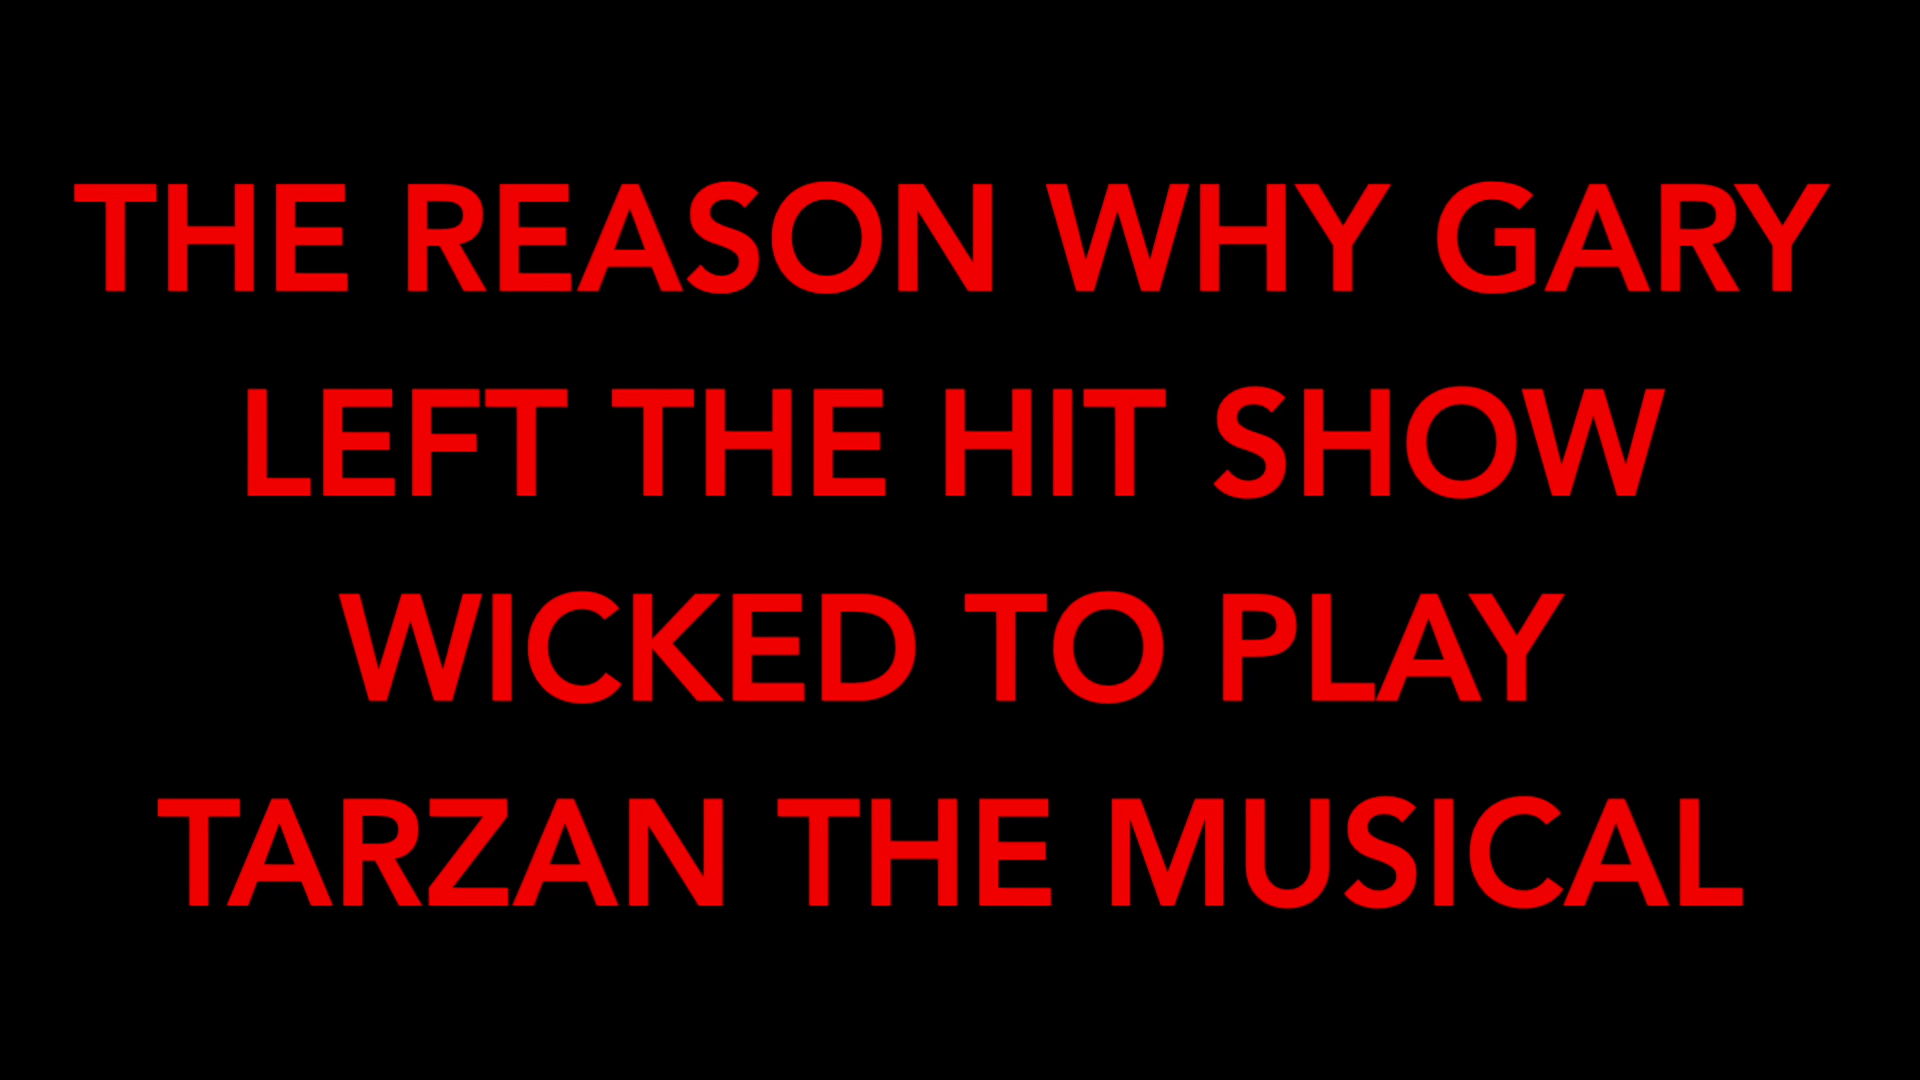 THE REASON WHY GARY
LEFT THE HIT SHOW
WICKED TO PLAY
TARZAN THE MUSICAL